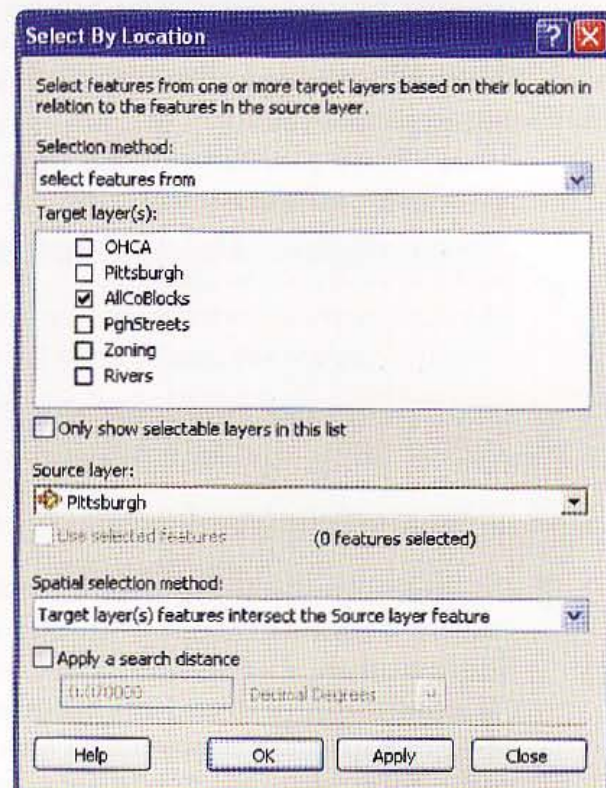 Select By Location
Select features from one or more target layers based on their location in
relation to the features in the source layer.
Selection method:
select features from
Target layer(s):
OHCA
Pittsburgh
AllCoBlocks
PghStreets
Zoning
Rivers
Only show selectable layers in this list
Source layer:
Pittsburgh
Use selected features (0 features selected)
Spatial selection method:
Target layer(s) features intersect the Source layer feature
Apply a search distance
Decimal Degrees
Help OK Apply Close